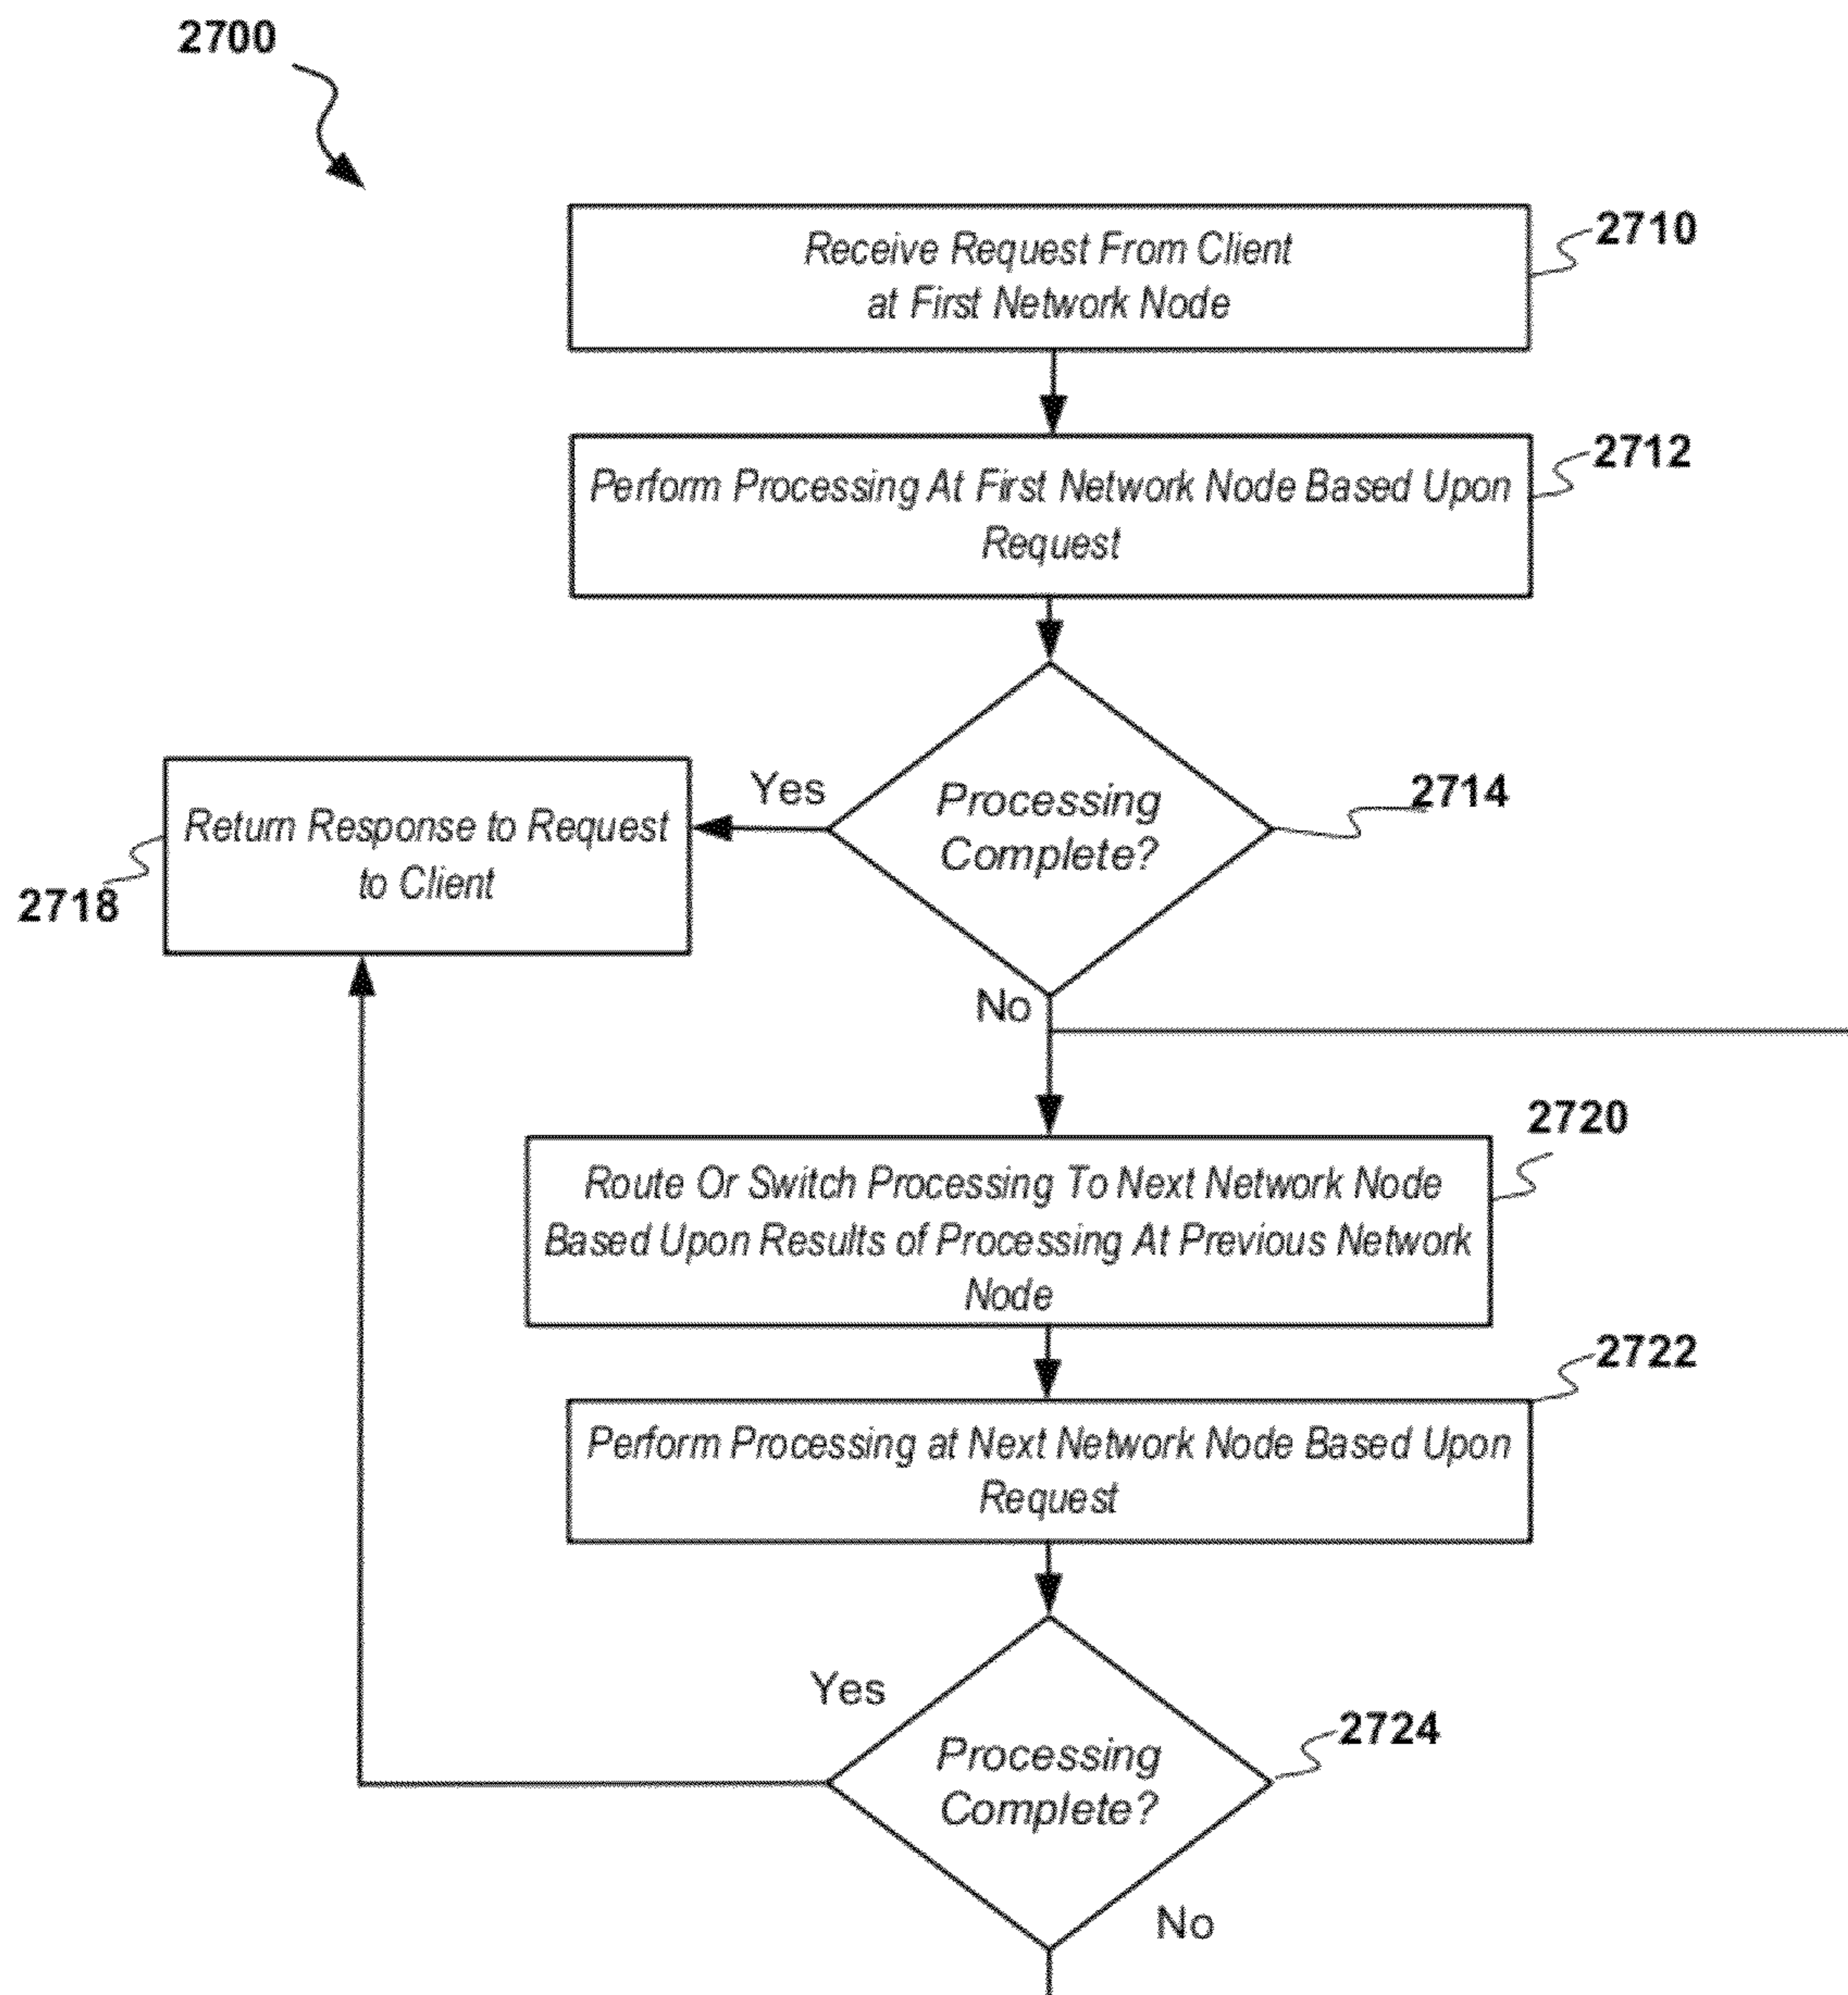 2700
Receive Request From Client
at First Network Node
2710
Perform Processing At First Network Node Based Upon
Request
2712
Processing
Complete?
2714
Yes
Return Response to Request
to Client
2718
No
Route Or Switch Processing To Next Network Node
Based Upon Results of Processing At Previous Network
Node
2720
Perform Processing at Next Network Node Based Upon
Request
2722
Yes
Processing
Complete?
2724
No